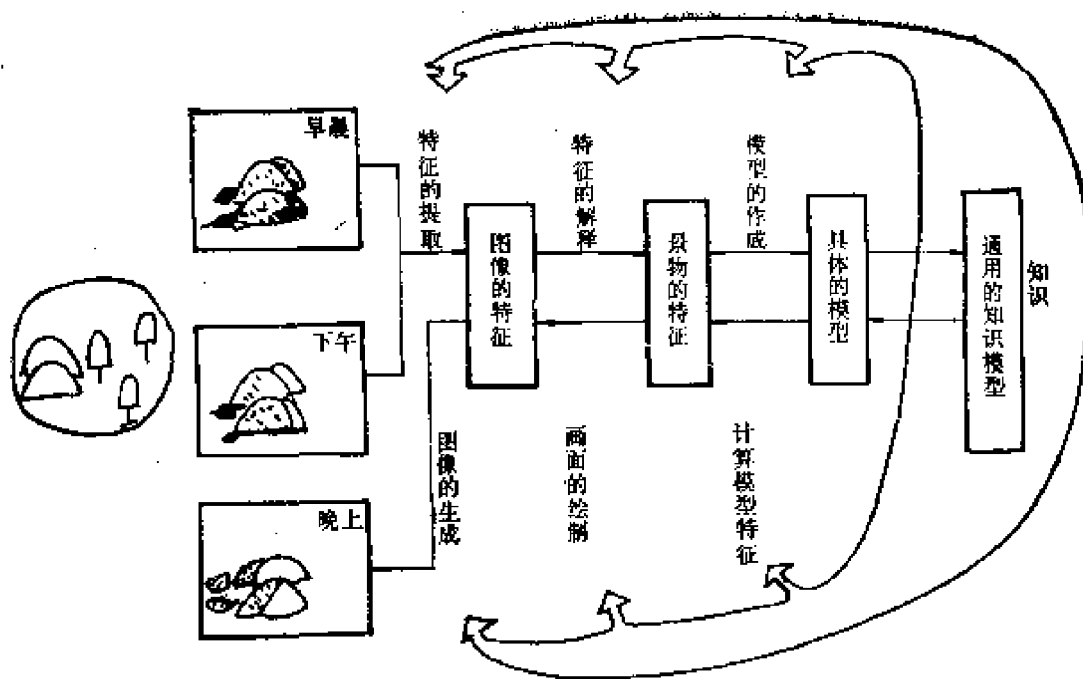 早晨
下午
晚上
特征的提取
特征的解释
模型的作成
图像的特征
景物的特征
具体的模型
通用的知识模型
知识
图像的生成
画面的绘制
计算模型特征